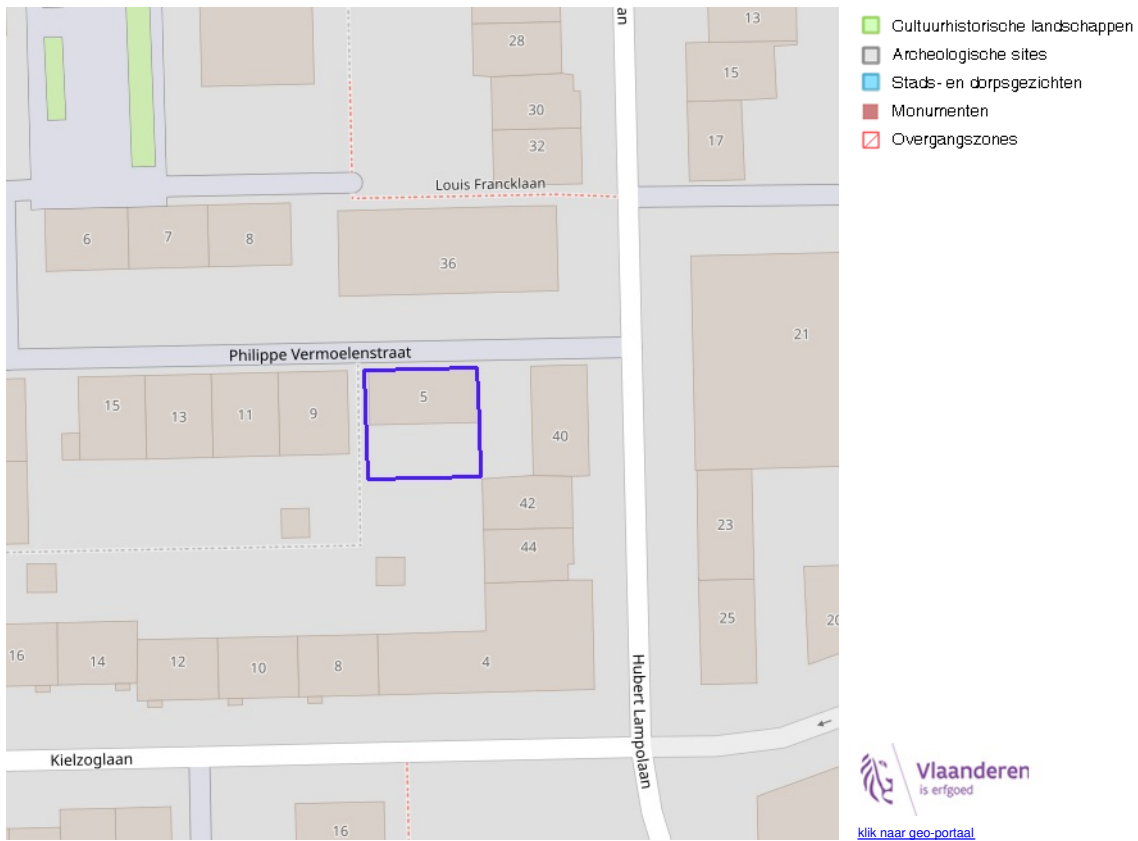 an
13
28
15
30
17
32
Louis Francklaan
6
7
8
36
21
Philippe Vermoelenstraat
15
13
11
9
5
40
42
44
23
25
20
16
14
12
10
8
4
Hubert Lampolaan
Kielzoglaan
16
Cultuurhistorische landschappen
Archeologische sites
Stads- en dorpsgezichten
Monumenten
Overgangszones
Vlaanderen
is erfgoed
klik naar geo-portaal